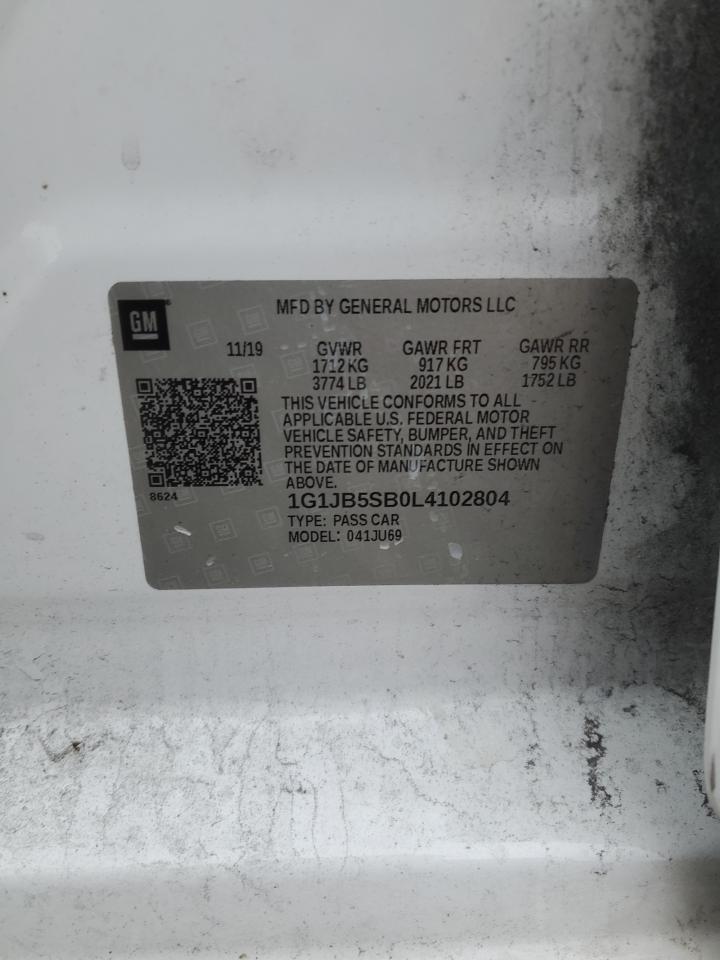 GM
MFD BY GENERAL MOTORS LLC
11/19 GVWR GAWR FRT GAWR RR
1712 KG 917 KG 795 KG
3774 LB 2021 LB 1752 LB
THIS VEHICLE CONFORMS TO ALL
APPLICABLE U.S. FEDERAL MOTOR
VEHICLE SAFETY, BUMPER, AND THEFT
PREVENTION STANDARDS IN EFFECT ON
THE DATE OF MANUFACTURE SHOWN
ABOVE.
8624
1G1JB5SB0L4102804
TYPE: PASS CAR
MODEL: 041JU69